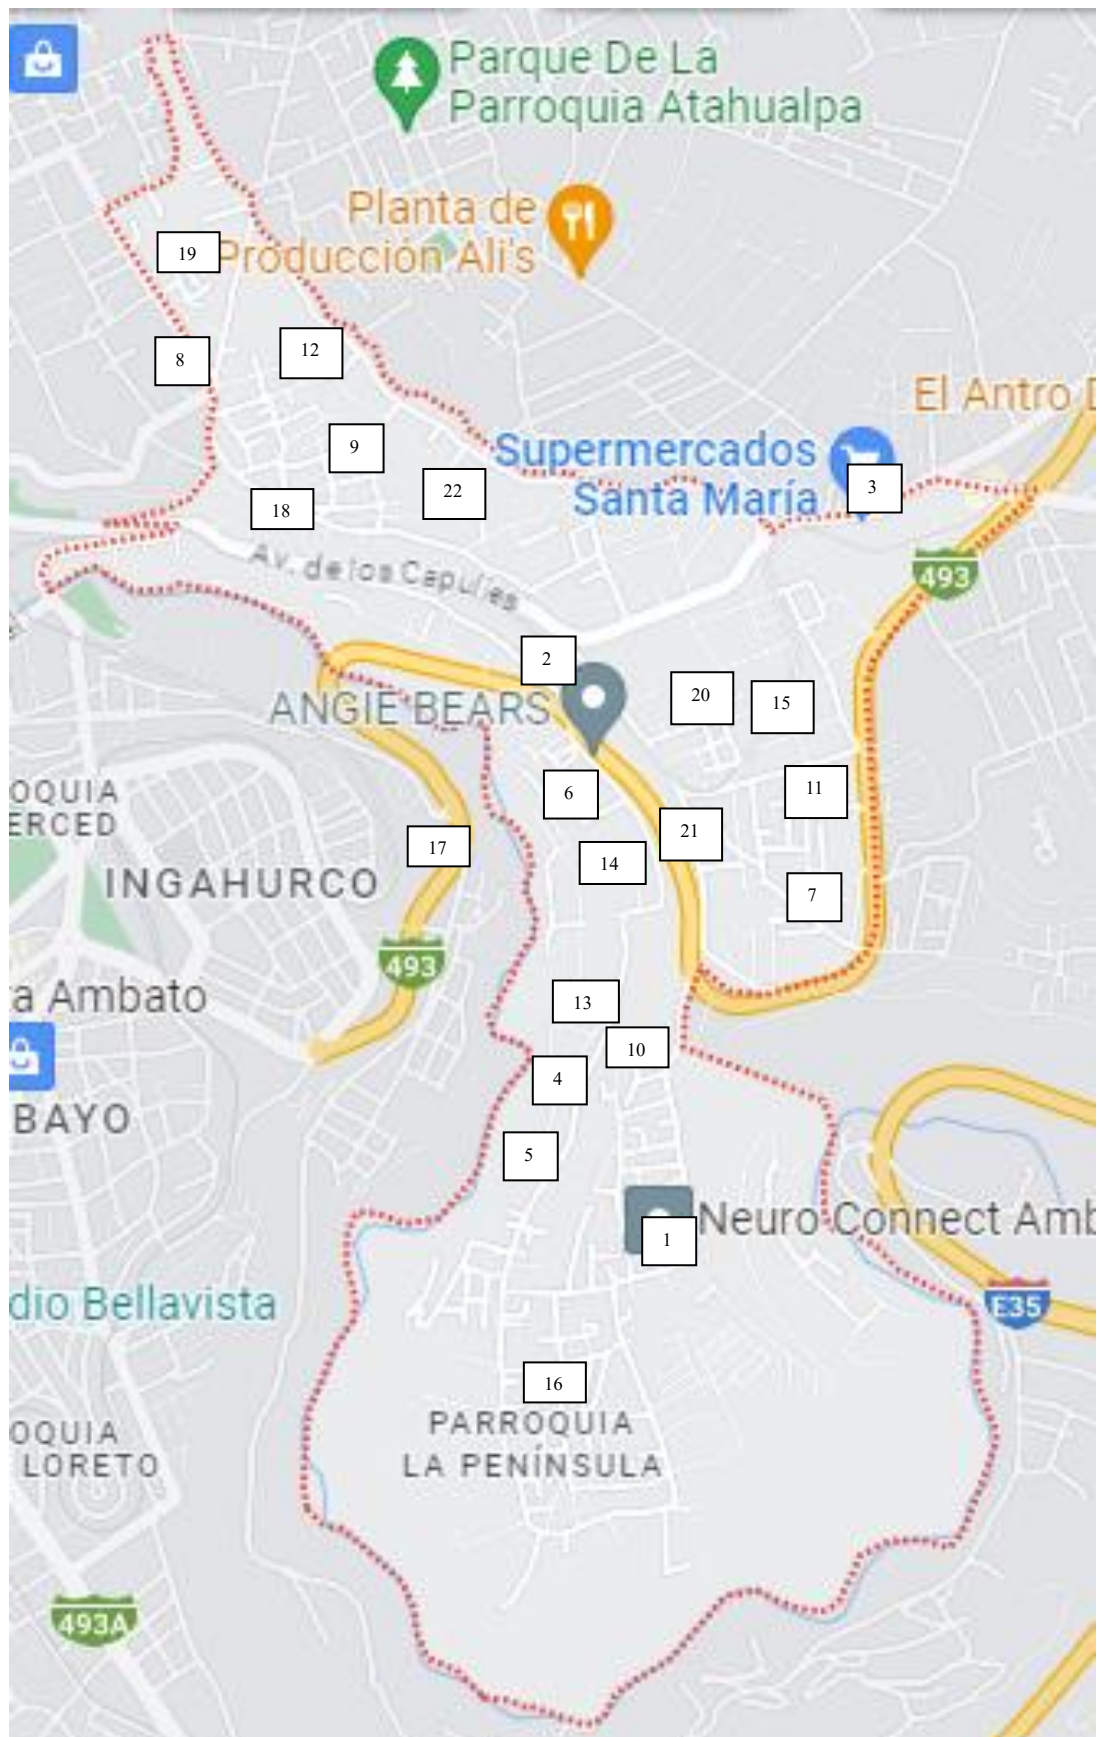 Parque De La
Parroquia Atahualpa
Planta de
Producción Ali's
19
12
8
El Antro
9
Supermercados
Santa María
3
22
18
Av. de los Capulíes
493
2
20
15
ANGIE BEARS
6
11
OQUIA
ERCED
21
17
14
INGAHURCO
7
493
a Ambato
13
10
4
BAYO
5
Neuro Connect Amb
1
dio Bellavista
E35
16
PARROQUIA
LA PENÍNSULA
OQUIA
LORETO
493A